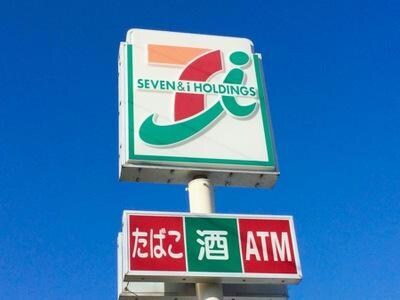 SEVEN & i HOLDINGS
たばこ 酒 ATM